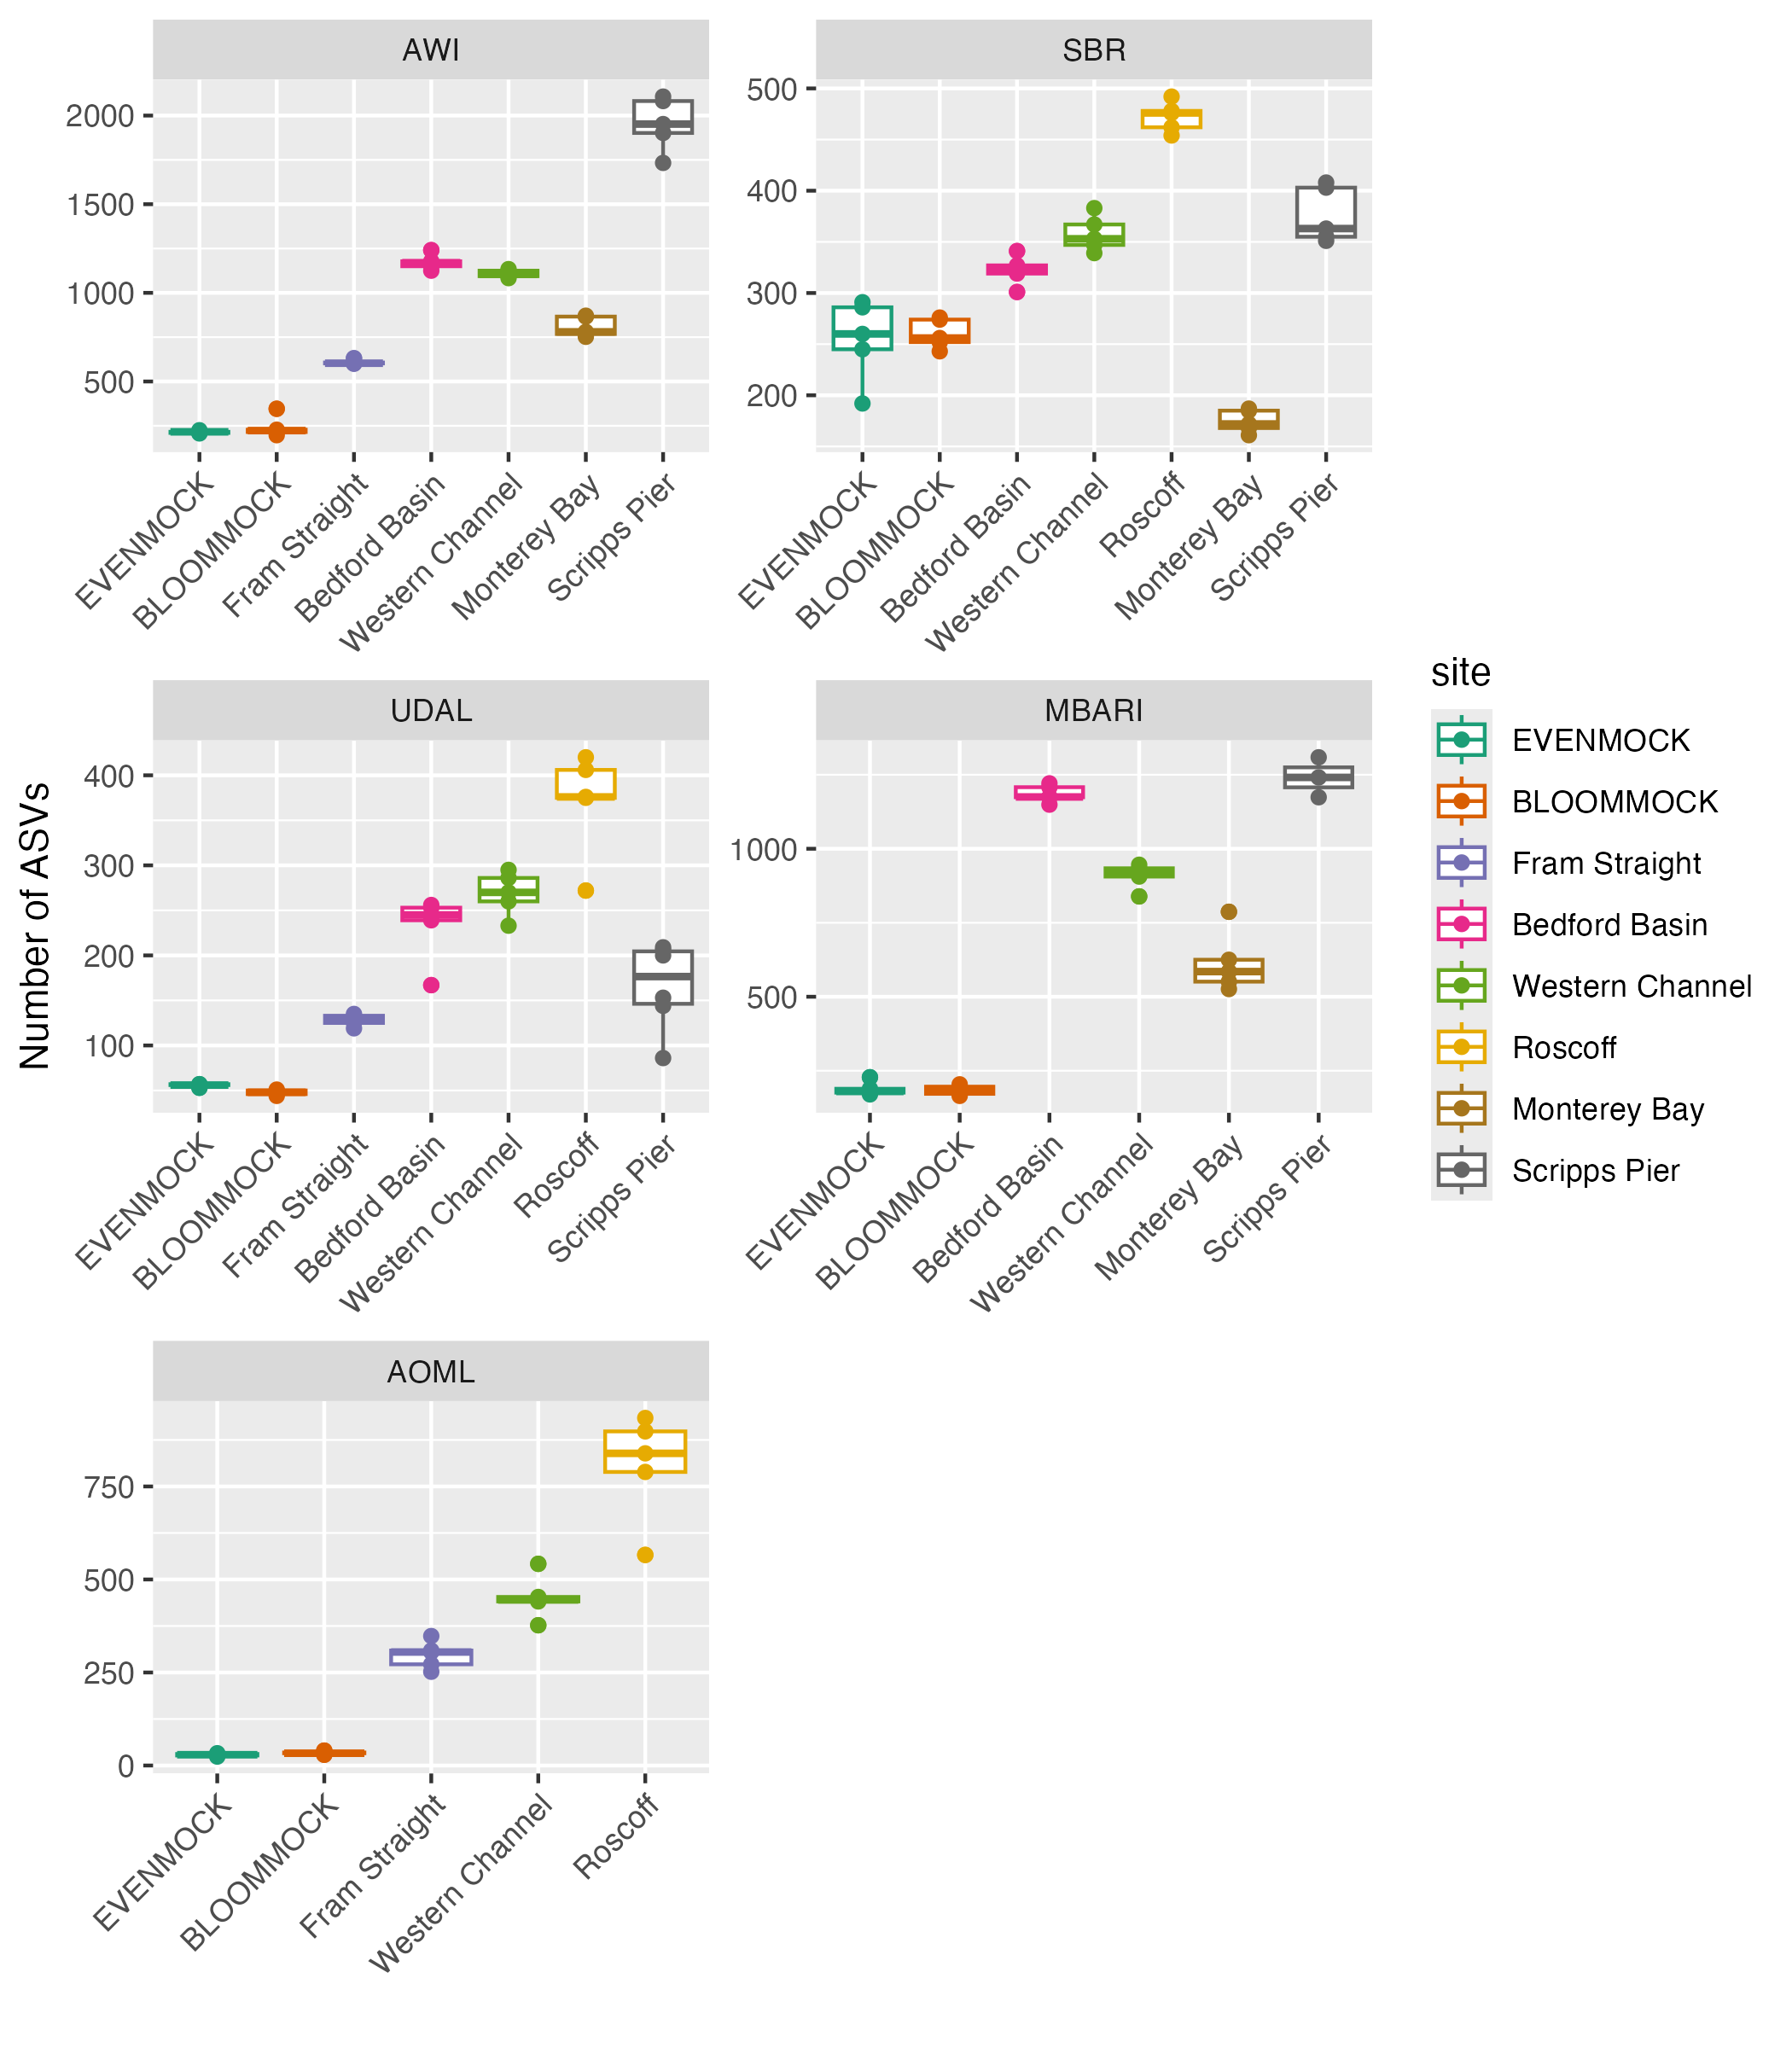 AWI
2000
1500
1000
500
EVENMOCK
BLOOMMOCK
Fram Straight
Bedford Basin
Western Channel
Monterey Bay
Scripps Pier
SBR
500
400
300
200
EVENMOCK
BLOOMMOCK
Bedford Basin
Western Channel
Roscoff
Monterey Bay
Scripps Pier
Number of ASVs
UDAL
400
300
200
100
EVENMOCK
BLOOMMOCK
Fram Straight
Bedford Basin
Western Channel
Roscoff
Scripps Pier
MBARI
1000
500
EVENMOCK
BLOOMMOCK
Bedford Basin
Western Channel
Monterey Bay
Scripps Pier
AOML
750
500
250
0
EVENMOCK
BLOOMMOCK
Fram Straight
Western Channel
Roscoff
site
EVENMOCK
BLOOMMOCK
Fram Straight
Bedford Basin
Western Channel
Roscoff
Monterey Bay
Scripps Pier